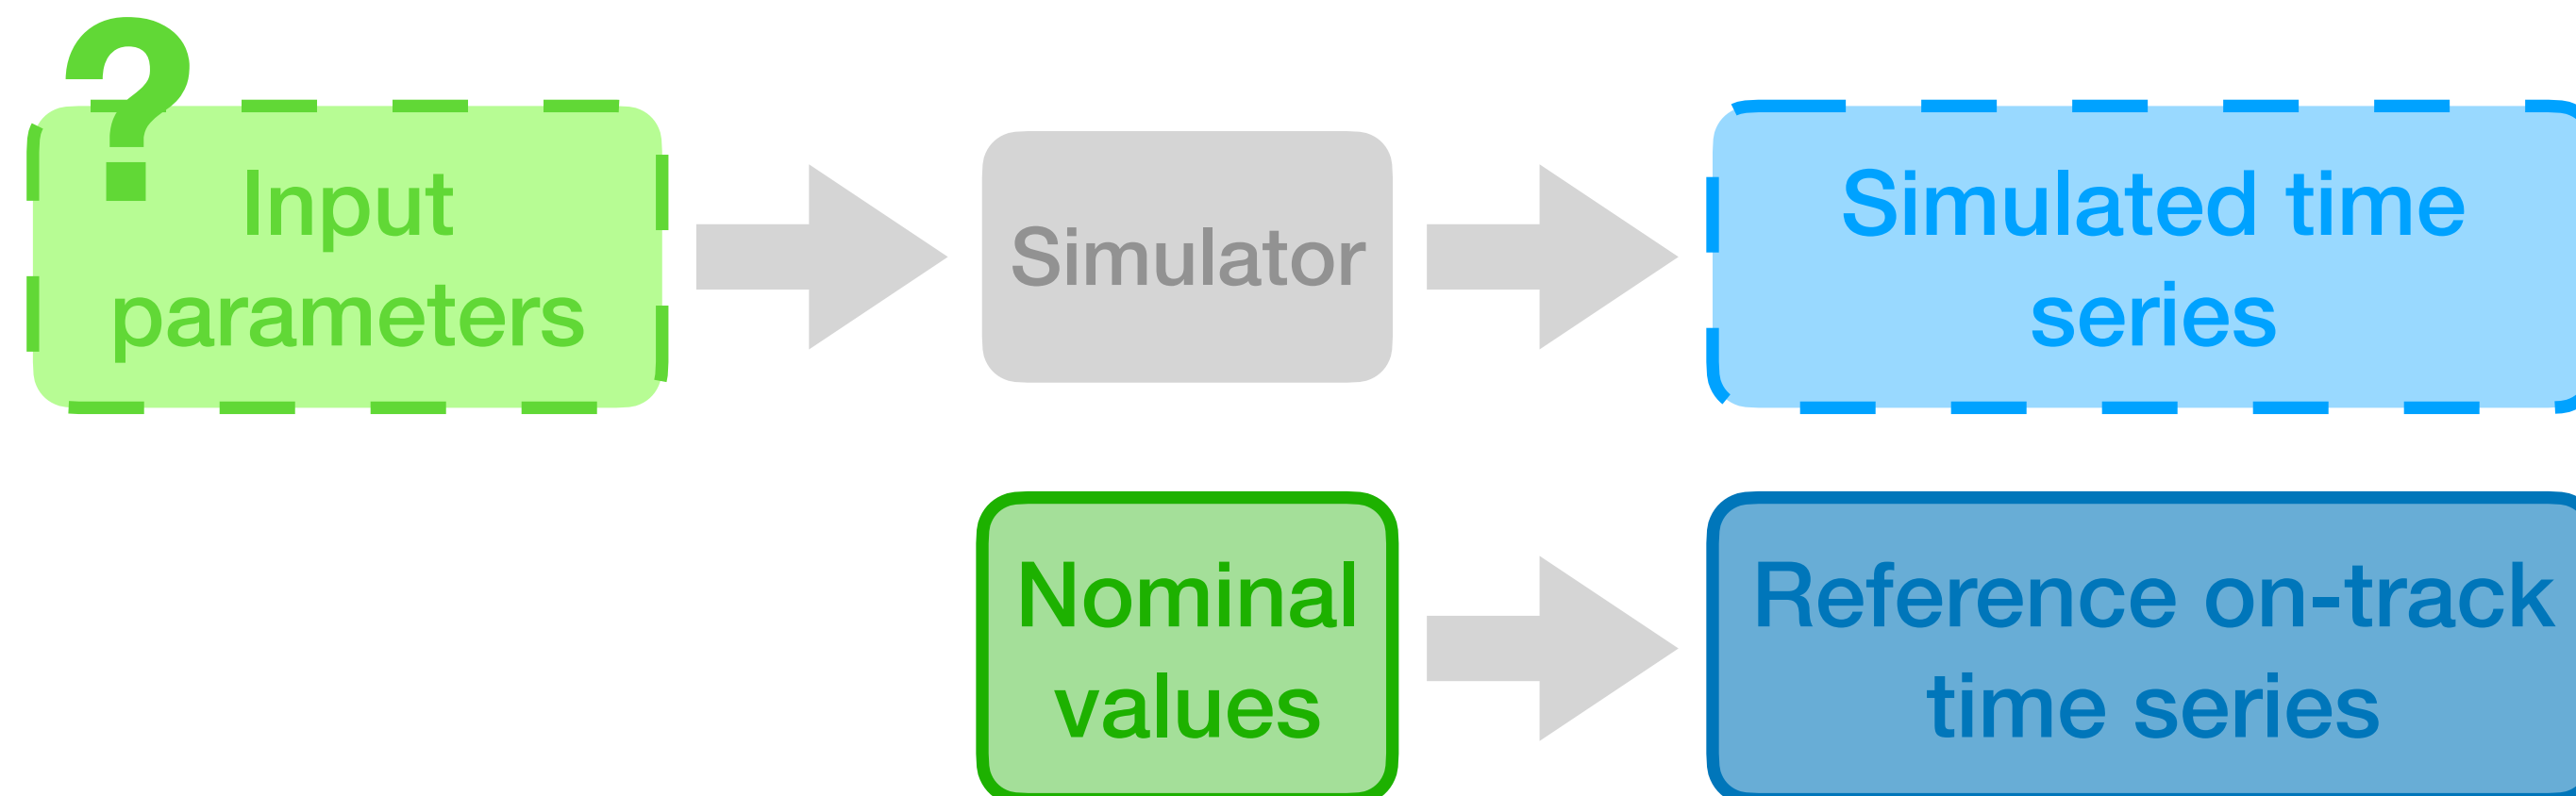 ?
Input
parameters
Simulator
Simulated time
series
Nominal
values
Reference on-track
time series